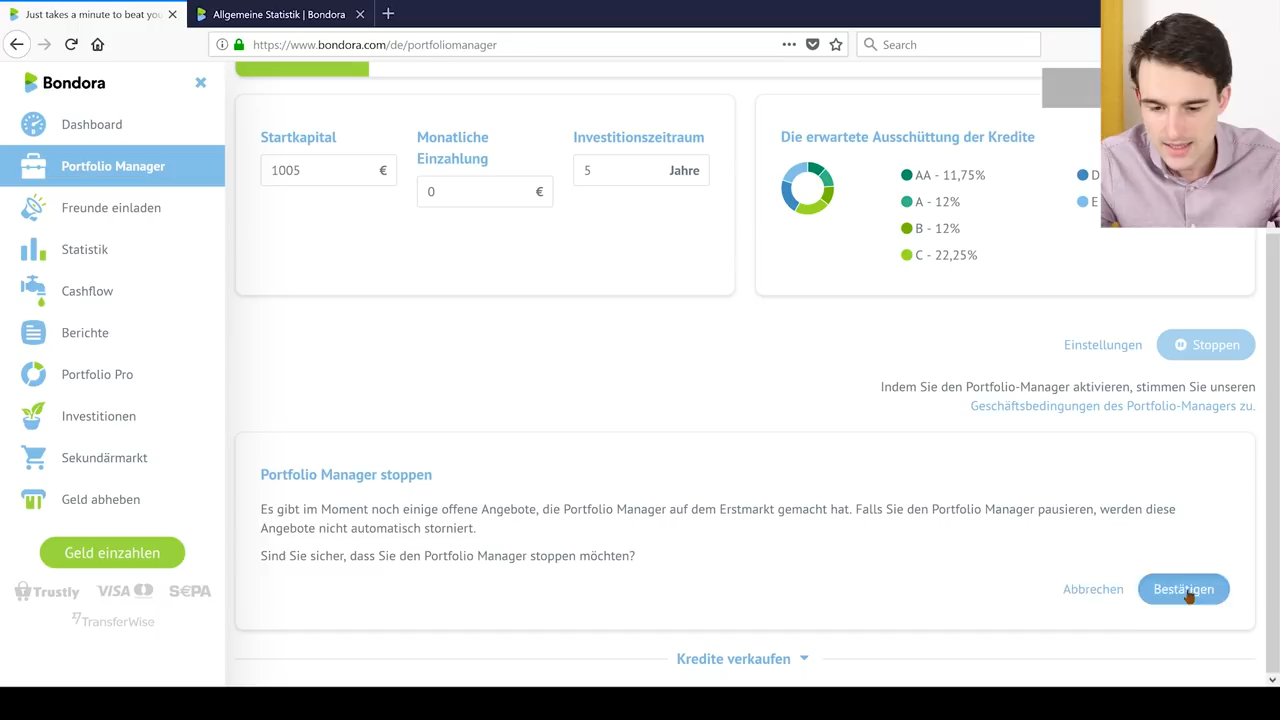 Just takes a minute to beat you
Allgemeine Statistik | Bondora
https://www.bondora.com/de/portfoliomanager
Search
Bondora
Dashboard
Portfolio Manager
Freunde einladen
Statistik
Cashflow
Berichte
Portfolio Pro
Investitionen
Sekundärmarkt
Geld abheben
Geld einzahlen
Trustly VISA SEPA
TransferWise
Startkapital
1005 €
Monatliche
Einzahlung
0 €
Investitionszeitraum
5 Jahre
Die erwartete Ausschüttung der Kredite
AA - 11,75%
A - 12%
B - 12%
C - 22,25%
D
E
Einstellungen
Stoppen
Indem Sie den Portfolio-Manager aktivieren, stimmen Sie unseren
Geschäftsbedingungen des Portfolio-Managers zu.
Portfolio Manager stoppen
Es gibt im Moment noch einige offene Angebote, die Portfolio Manager auf dem Erstmarkt gemacht hat. Falls Sie den Portfolio Manager pausieren, werden diese
Angebote nicht automatisch storniert.
Sind Sie sicher, dass Sie den Portfolio Manager stoppen möchten?
Abbrechen
Bestätigen
Kredite verkaufen